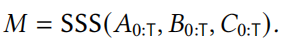 M = SSS(A₀:T, B₀:T, C₀:T).